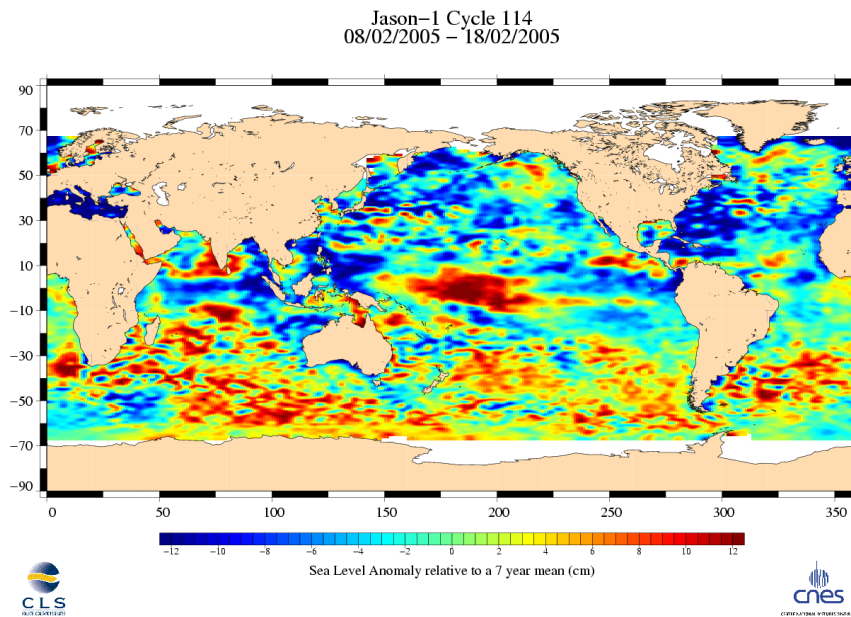 Jason−1 Cycle 114
08/02/2005 − 18/02/2005
90
70
50
30
10
−10
−30
−50
−70
−90
0 50 100 150 200 250 300 350
−12 −10 −8 −6 −4 −2 0 2 4 6 8 10 12
Sea Level Anomaly relative to a 7 year mean (cm)
CLS
cnes